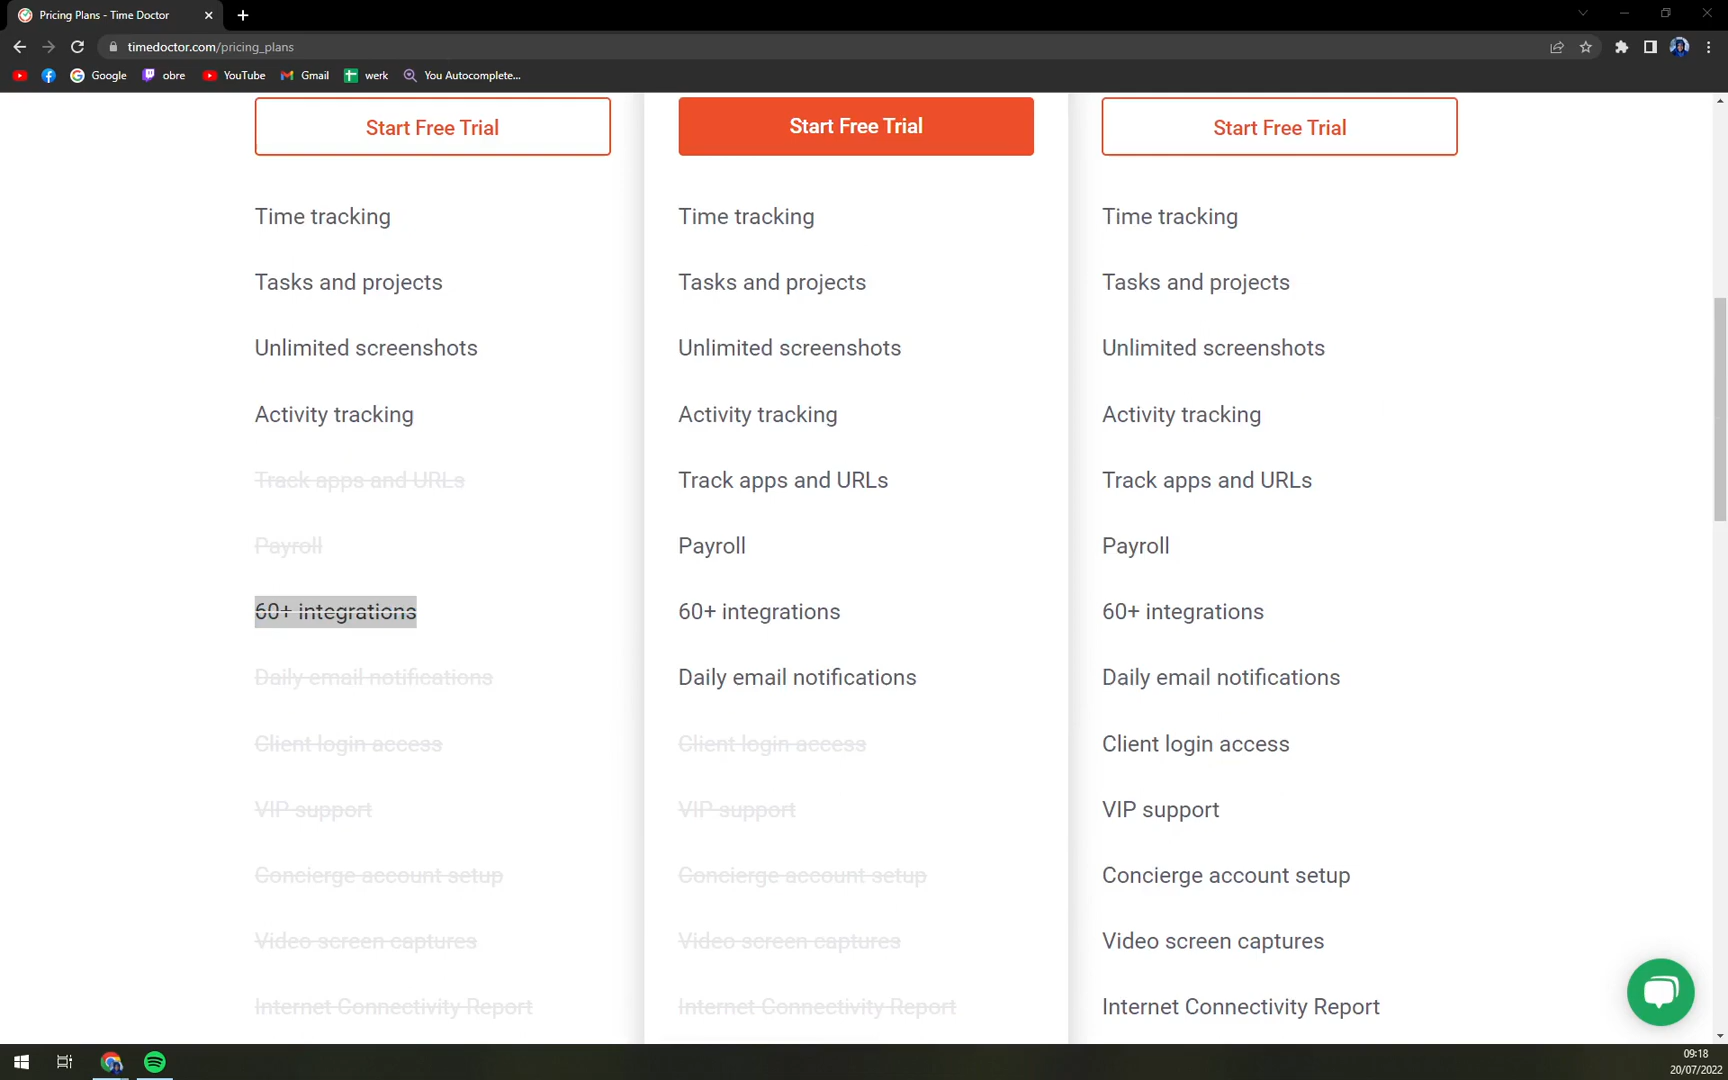 Pricing Plans - Time Doctor
timedoctor.com/pricing_plans
Google
obre
YouTube
Gmail
werk
You Autocomplete...
Start Free Trial
Time tracking
Tasks and projects
Unlimited screenshots
Activity tracking
Track apps and URLs
Payroll
60+ integrations
Daily email notifications
Client login access
VIP support
Concierge account setup
Video screen captures
Internet Connectivity Report
Start Free Trial
Time tracking
Tasks and projects
Unlimited screenshots
Activity tracking
Track apps and URLs
Payroll
60+ integrations
Daily email notifications
Client login access
VIP support
Concierge account setup
Video screen captures
Internet Connectivity Report
Start Free Trial
Time tracking
Tasks and projects
Unlimited screenshots
Activity tracking
Track apps and URLs
Payroll
60+ integrations
Daily email notifications
Client login access
VIP support
Concierge account setup
Video screen captures
Internet Connectivity Report
09:18
20/07/2022